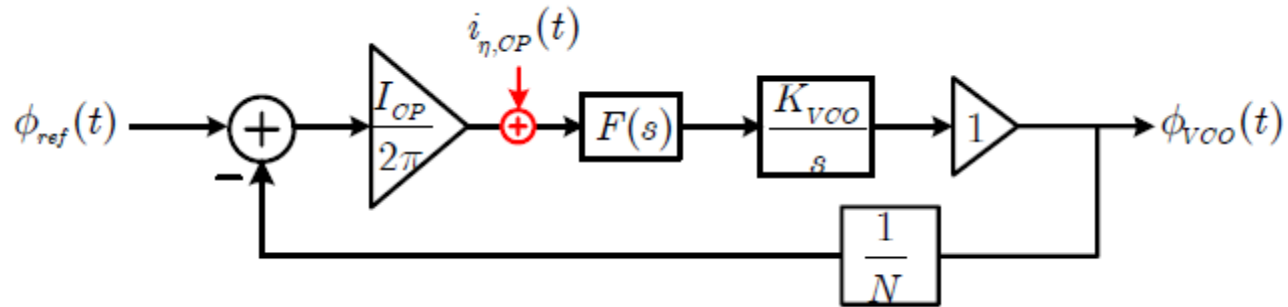 i_{η,CP}(t)
ϕ_{ref}(t) + I_{CP}/2π + F(s) K_{VCO}/s 1 ϕ_{VCO}(t)
−
1/N